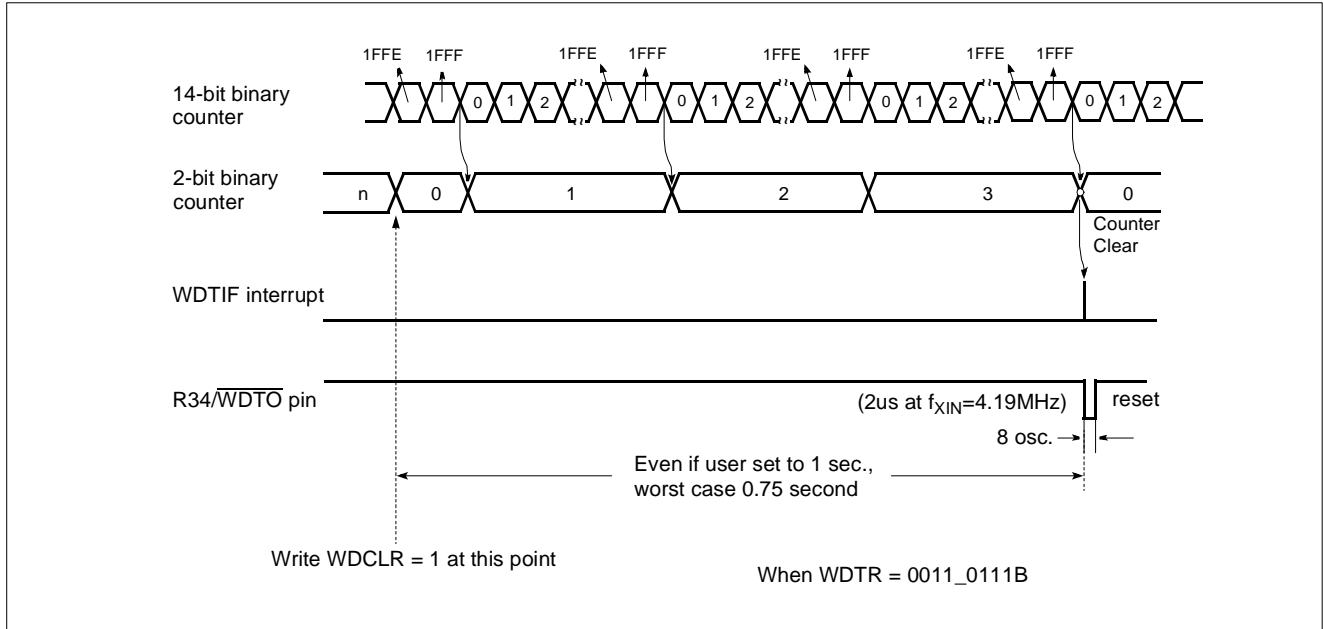 1FFE 1FFF 1FFE 1FFF 1FFE 1FFF 1FFE 1FFF
14-bit binary
counter
0 1 2 0 1 2 0 1 2 0 1 2
2-bit binary
counter
n 0 1 2 3 0
Counter
Clear
WDTIF interrupt
R34/WDTO pin
(2us at fXIN=4.19MHz)
reset
8 osc.
Even if user set to 1 sec.,
worst case 0.75 second
Write WDCLR = 1 at this point
When WDTR = 0011_0111B